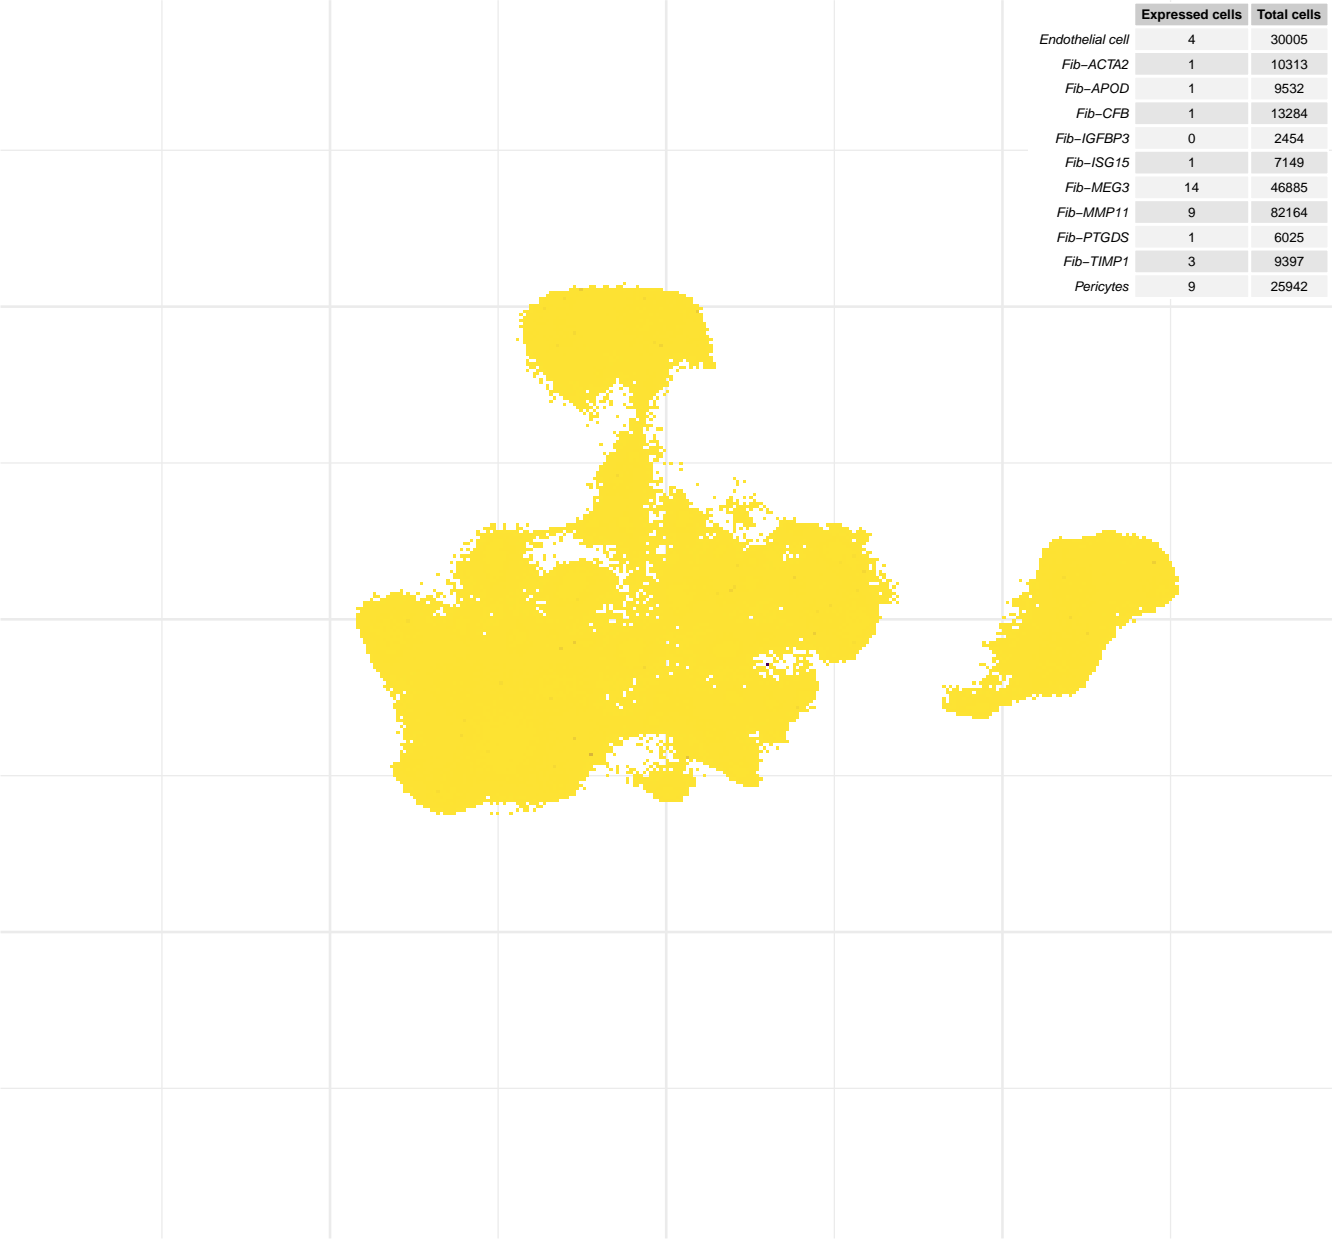 Expressed cells Total cells
Endothelial cell 4 30005
Fib−ACTA2 1 10313
Fib−APOD 1 9532
Fib−CFB 1 13284
Fib−IGFBP3 0 2454
Fib−ISG15 1 7149
Fib−MEG3 14 46885
Fib−MMP11 9 82164
Fib−PTGDS 1 6025
Fib−TIMP1 3 9397
Pericytes 9 25942